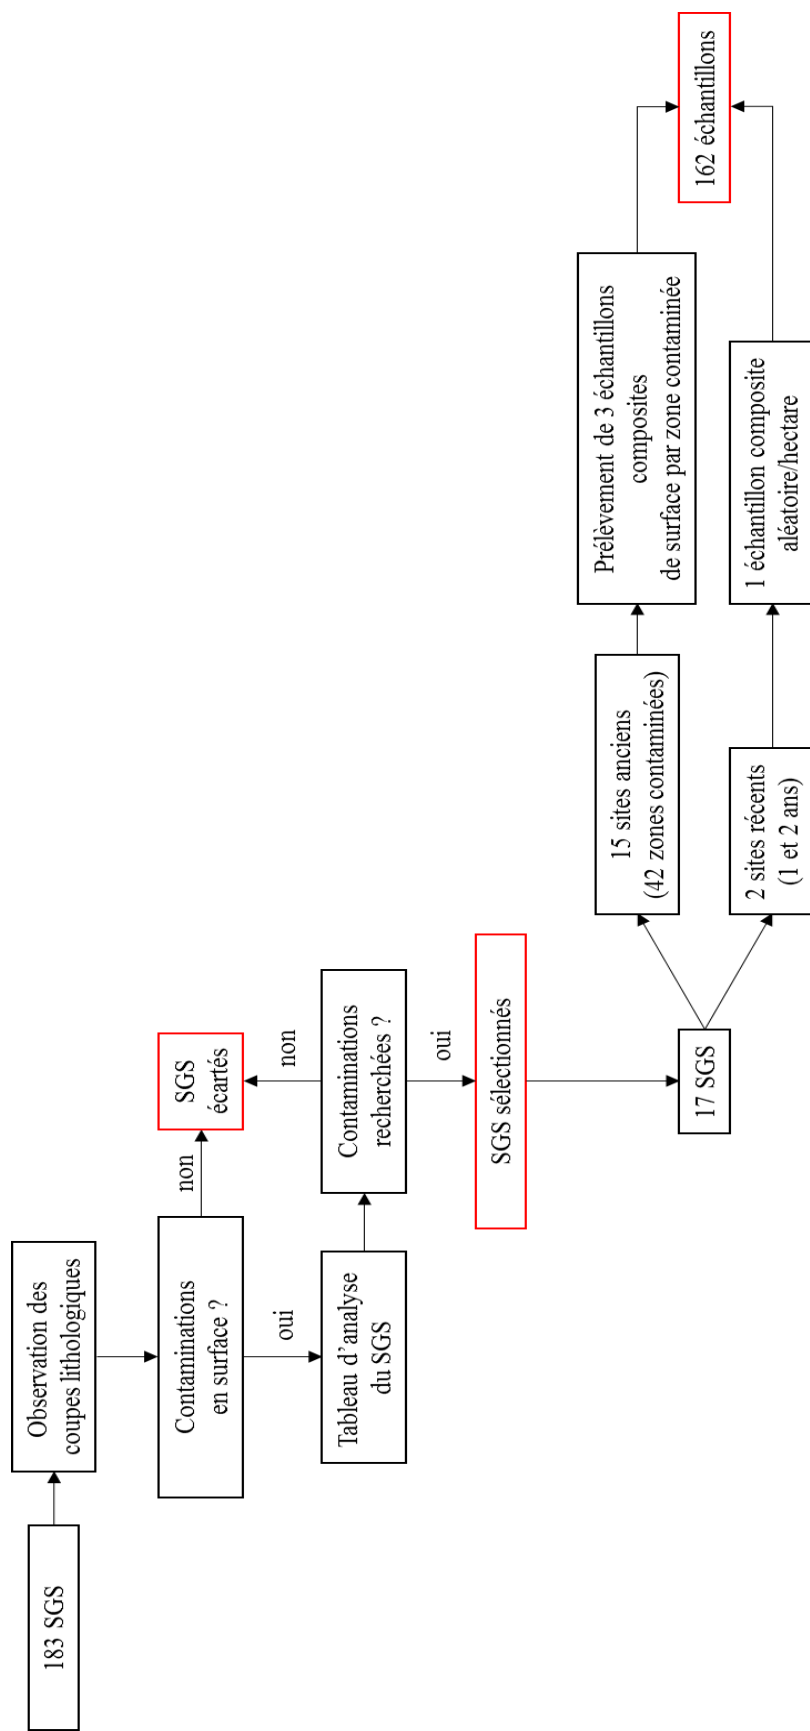 183 SGS
Observation des
coupes lithologiques
Contaminations
en surface ?
non
SGS
écartés
oui
Tableau d'analyse
du SGS
Contaminations
recherchées ?
non
oui
SGS sélectionnés
17 SGS
15 sites anciens
(42 zones contaminées)
Prélèvement de 3 échantillons
composites
de surface par zone contaminée
2 sites récents
(1 et 2 ans)
1 échantillon composite
aléatoire/hectare
162 échantillons